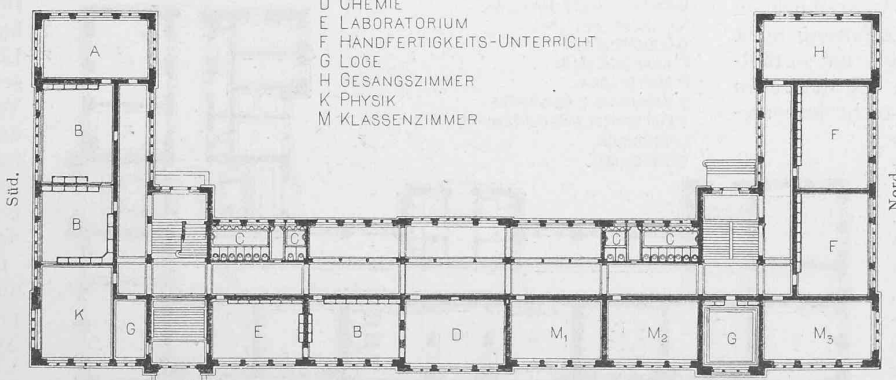 D CHEMIE
E LABORATORIUM
F HANDFERTIGKEITS-UNTERRICHT
G LOGE
H GESANGSZIMMER
K PHYSIK
M KLASSENZIMMER
A
H
B
F
Süd.
Nord.
B
C
C
C
C
F
K
G
E
B
D
M₁
M₂
G
M₃